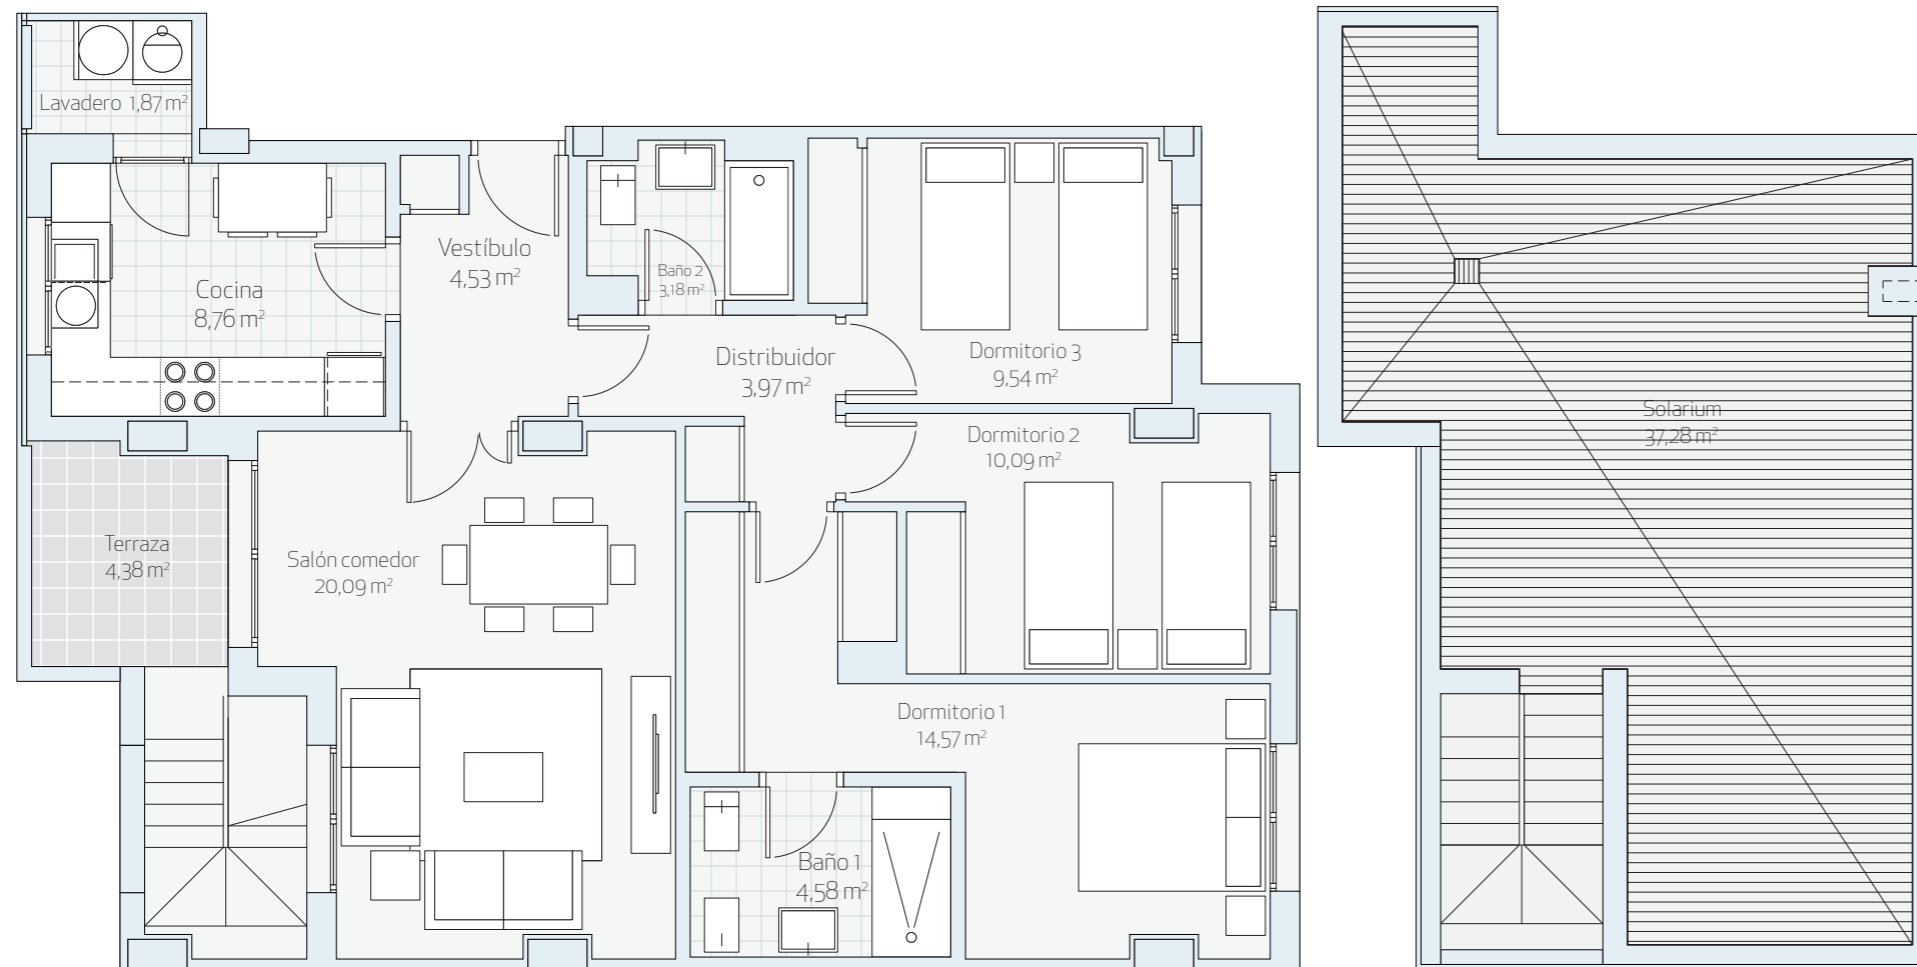 Lavadero 1,87 m²
Vestíbulo
4,53 m²
Cocina
8,76 m²
Baño 2
3,18 m²
Distribuidor
3,97 m²
Dormitorio 3
9,54 m²
Dormitorio 2
10,09 m²
Terraza
4,38 m²
Salón comedor
20,09 m²
Dormitorio 1
14,57 m²
Baño 1
4,58 m²
Solarium
37,28 m²